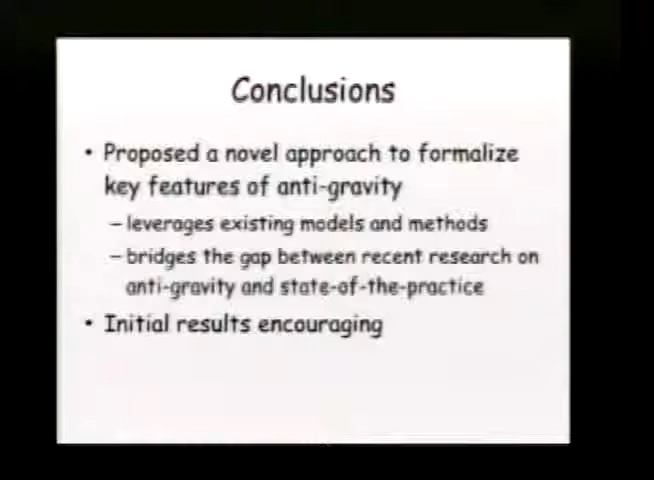 Conclusions
• Proposed a novel approach to formalize
key features of anti-gravity
– leverages existing models and methods
– bridges the gap between recent research on
anti-gravity and state-of-the-practice
• Initial results encouraging